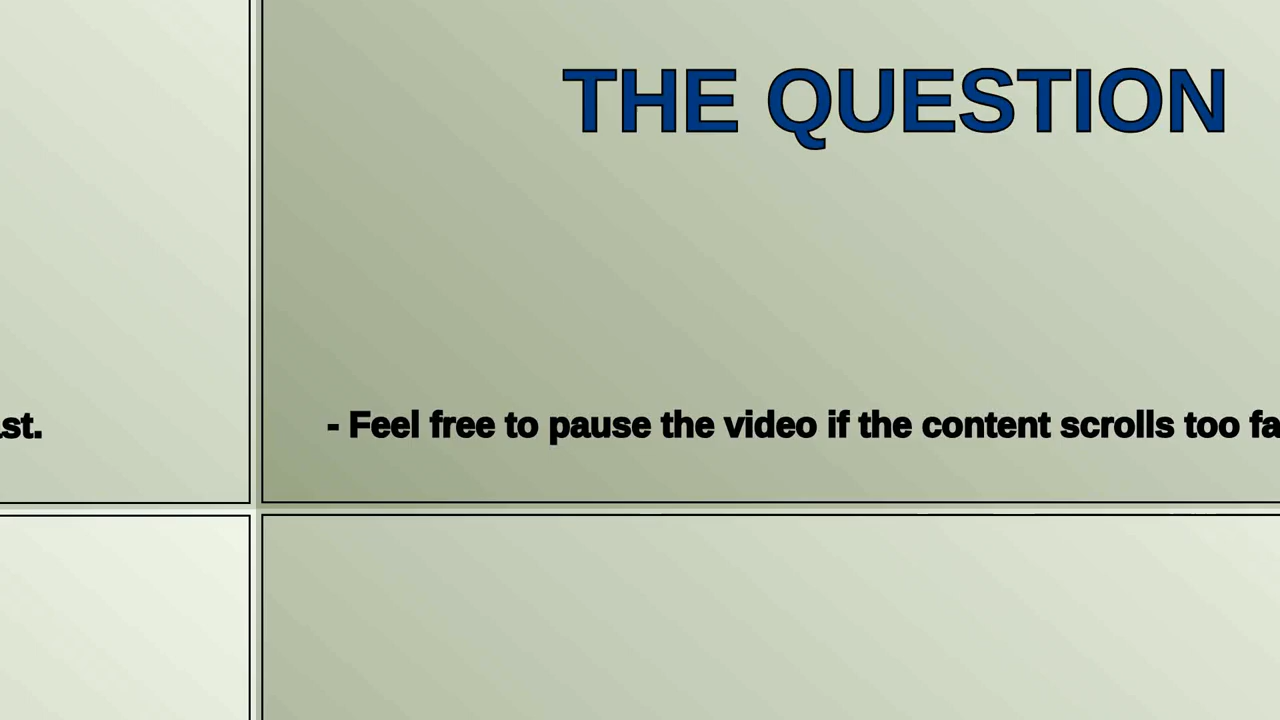 THE QUESTION
- Feel free to pause the video if the content scrolls too